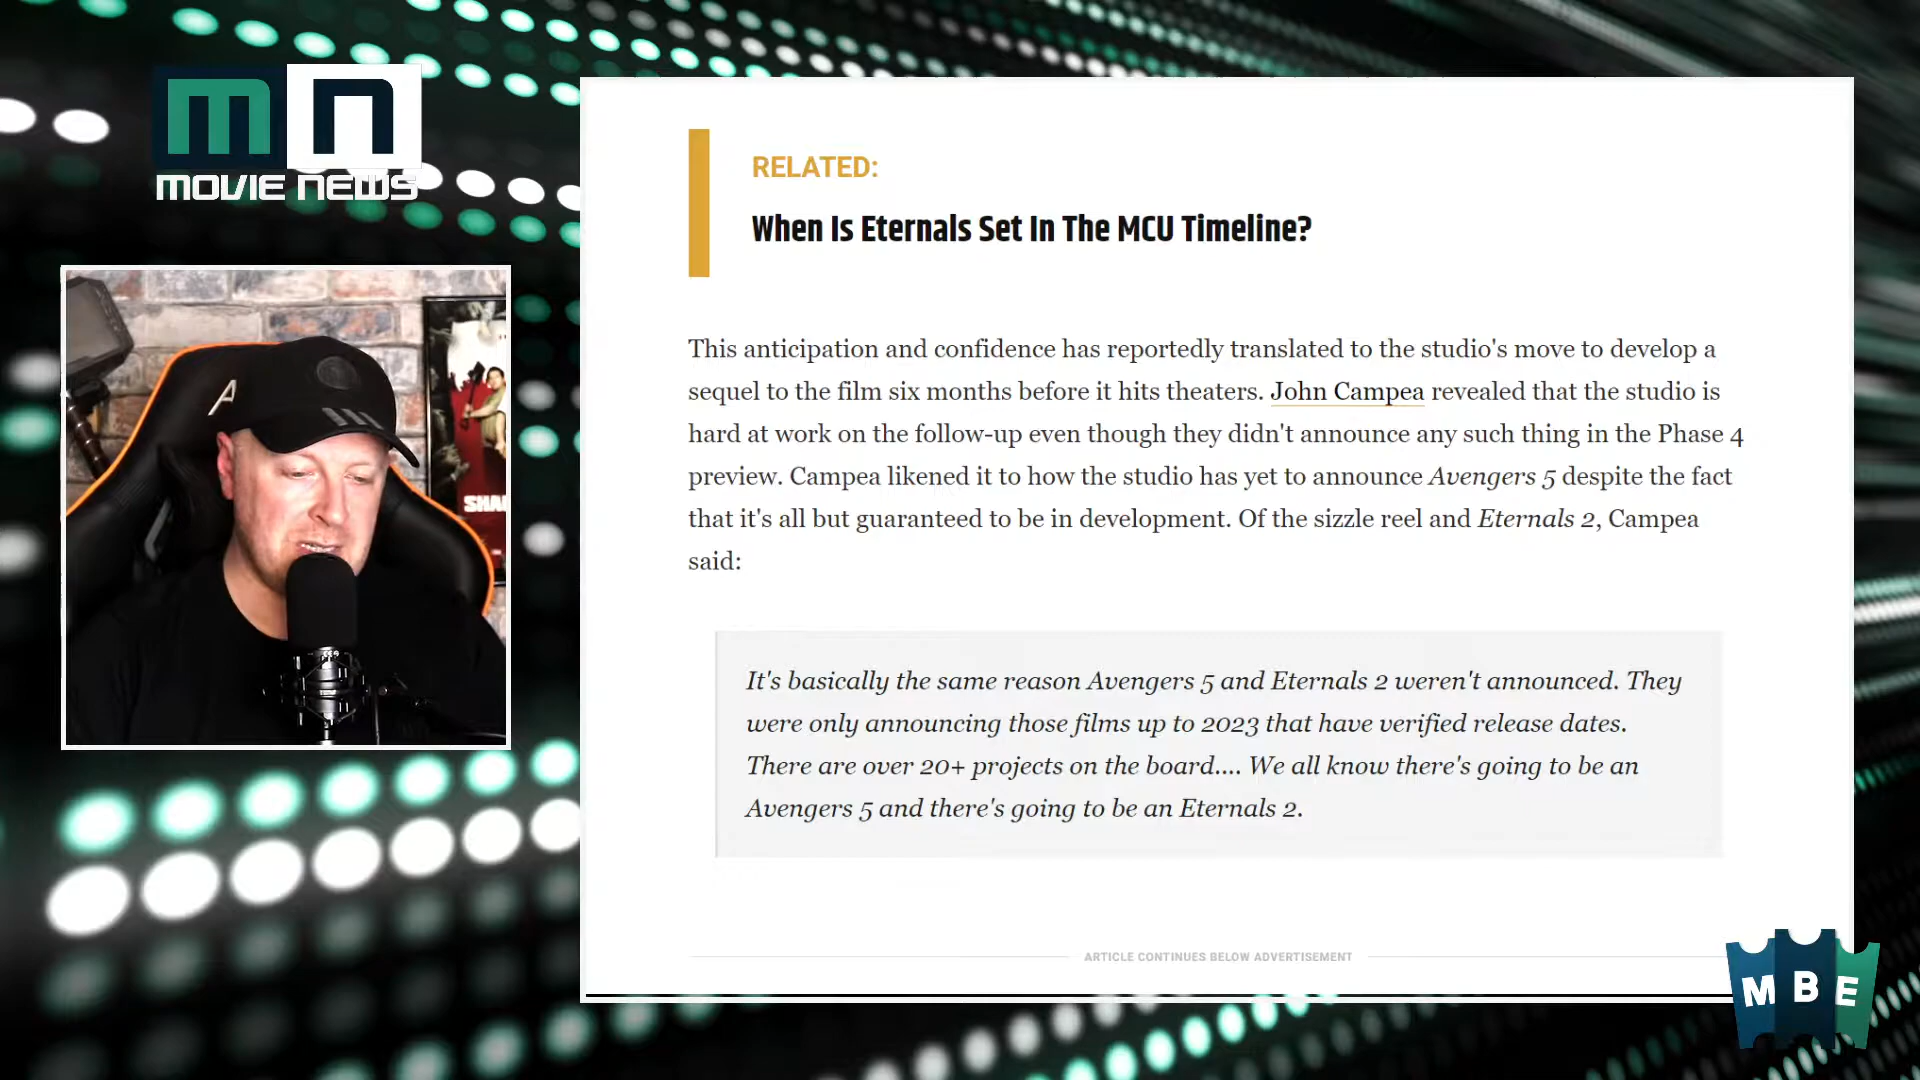 MN
MOVIE NEWS
RELATED:
When Is Eternals Set In The MCU Timeline?
This anticipation and confidence has reportedly translated to the studio's move to develop a
sequel to the film six months before it hits theaters. John Campea revealed that the studio is
hard at work on the follow-up even though they didn't announce any such thing in the Phase 4
preview. Campea likened it to how the studio has yet to announce Avengers 5 despite the fact
that it's all but guaranteed to be in development. Of the sizzle reel and Eternals 2, Campea
said:
It's basically the same reason Avengers 5 and Eternals 2 weren't announced. They
were only announcing those films up to 2023 that have verified release dates.
There are over 20+ projects on the board.... We all know there's going to be an
Avengers 5 and there's going to be an Eternals 2.
ARTICLE CONTINUES BELOW ADVERTISEMENT
A
SHA
MBE